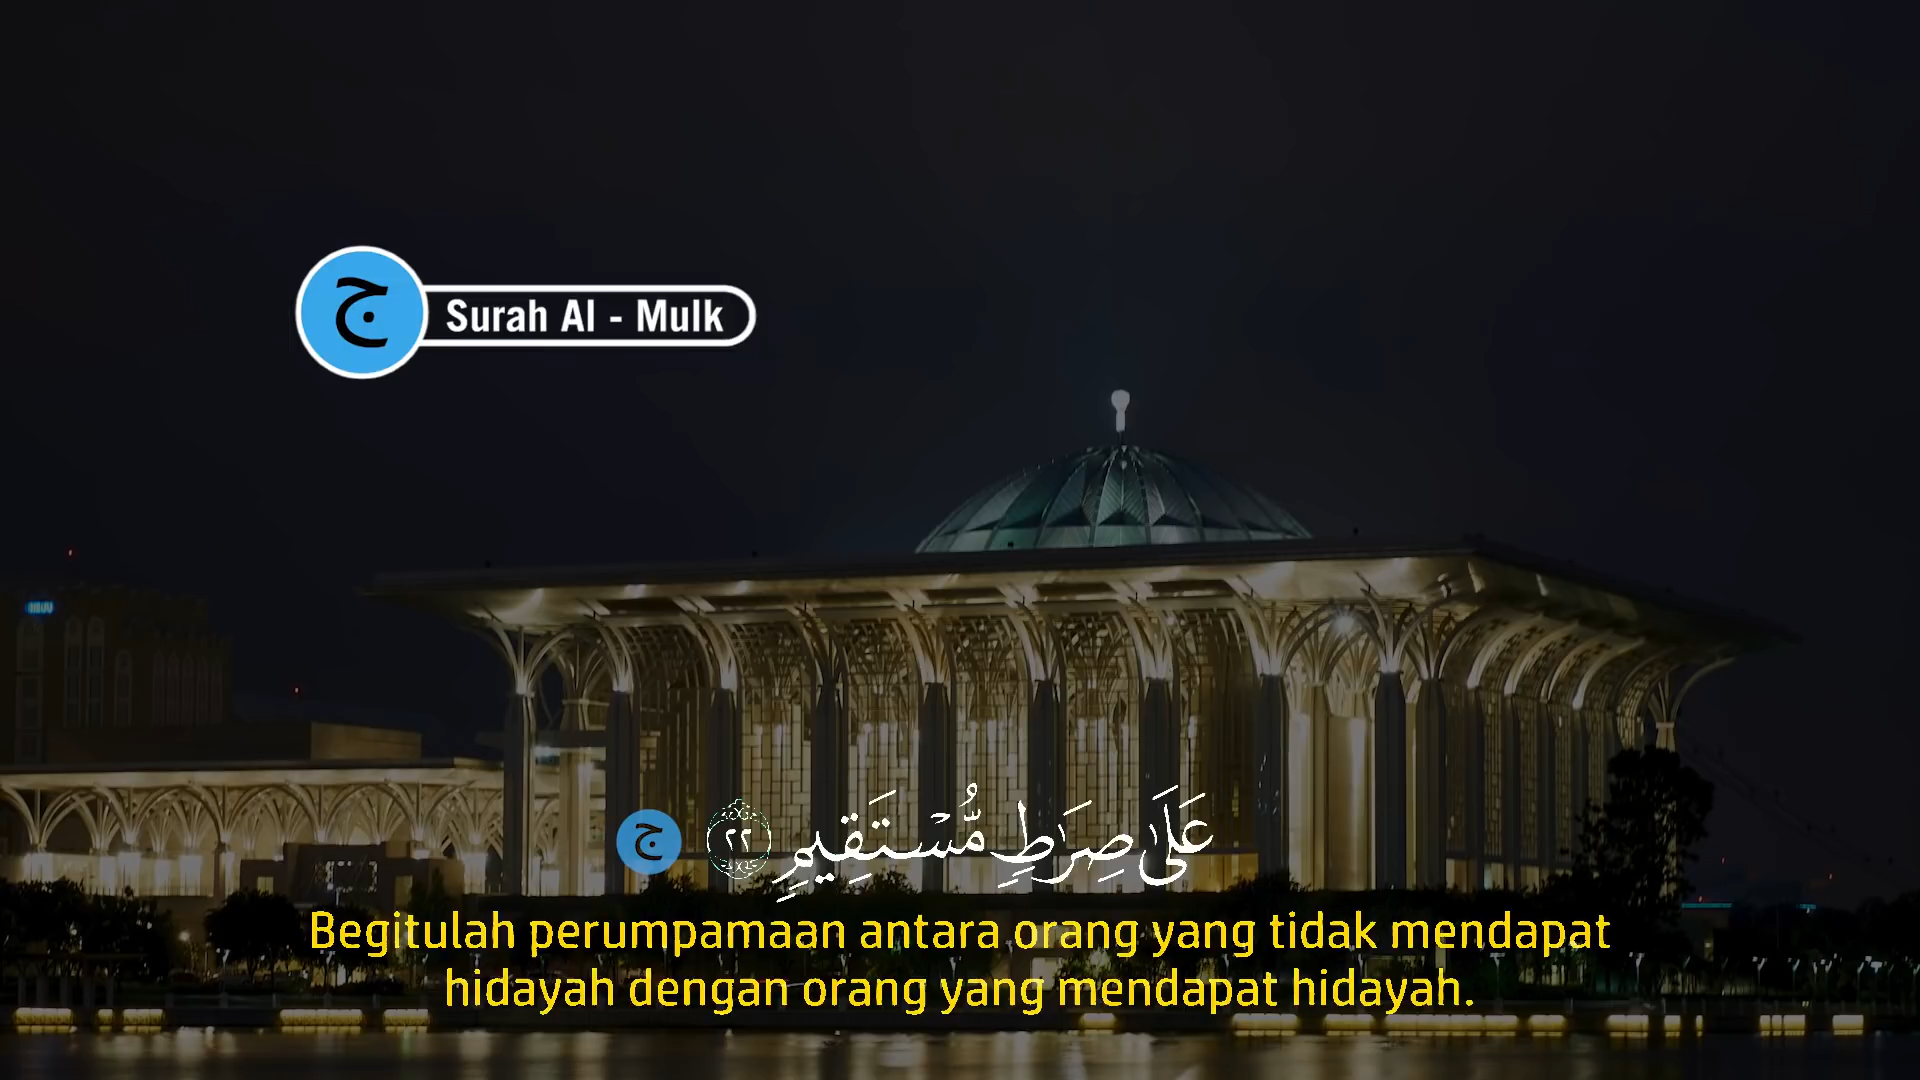 ج
Surah Al - Mulk
عَلَىٰ صِرَٰطٍ مُّسْتَقِيمٍ ٢٢ ج
Begitulah perumpamaan antara orang yang tidak mendapat
hidayah dengan orang yang mendapat hidayah.